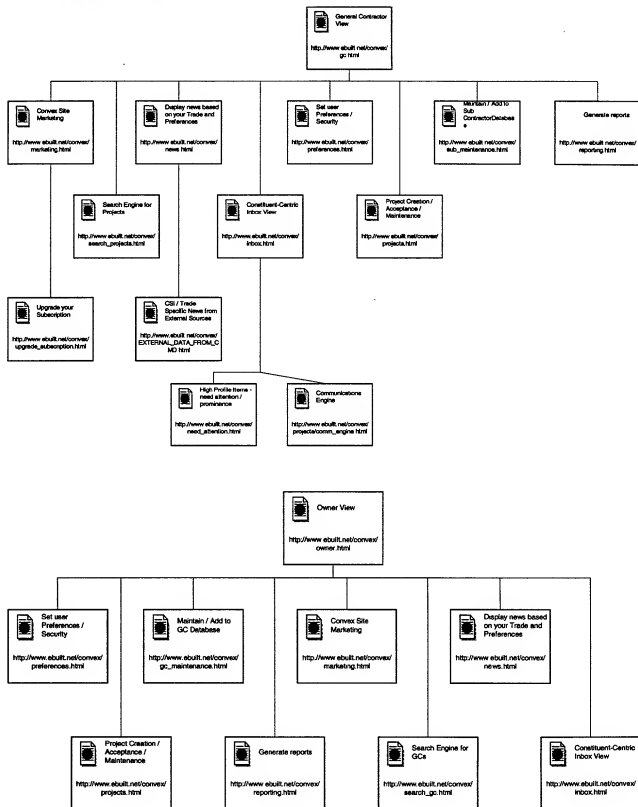 General Contractor
View
http://www ebuilt net/convex/
gc html
Convex Site
Marketing
http://www ebuilt.net/convex/
marketing.html
Display news based
on your Trade and
Preferences
http://www ebuilt net/convex/
news html
Set user
Preferences /
Security
http://www ebuilt net/convex/
preferences.html
Maintain / Add to
Sub
ContractorDatabas
e
http://www ebuilt net/convex/
sub_maintenance.html
Generate reports
http://www ebuilt net/convex/
reporting.html
Search Engine for
Projects
http://www ebuilt.net/convex/
search_projects.html
Constituent-Centric
Inbox View
http://www ebuilt.net/convex/
inbox.html
Project Creation /
Acceptance /
Maintenance
http://www ebuilt net/convex/
projects.html
Upgrade your
Subscription
http://www ebuilt net/convex/
upgrade_subscription.html
CSI / Trade
Specific News from
External Sources
http://www ebuilt net/convex/
EXTERNAL_DATA_FROM_C
MD html
High Profile Items -
need attention /
prominence
http://www ebuilt.net/convex/
need_attention.html
Communications
Engine
http://www ebuilt net/convex/
projects/comm_engine html
Owner View
http://www ebuilt.net/convex/
owner.html
Set user
Preferences /
Security
http://www.ebuilt.net/convex/
preferences.html
Maintain / Add to
GC Database
http://www.ebuilt.net/convex/
gc_maintenance.html
Convex Site
Marketing
http://www.ebuilt.net/convex/
marketing.html
Display news based
on your Trade and
Preferences
http://www.ebuilt.net/convex/
news.html
Project Creation /
Acceptance /
Maintenance
http://www.ebuilt.net/convex/
projects.html
Generate reports
http://www.ebuilt.net/convex/
reporting.html
Search Engine for
GCs
http://www.ebuilt.net/convex/
search_gc.html
Constituent-Centric
Inbox View
http://www ebuilt.net/convex/
inbox.html